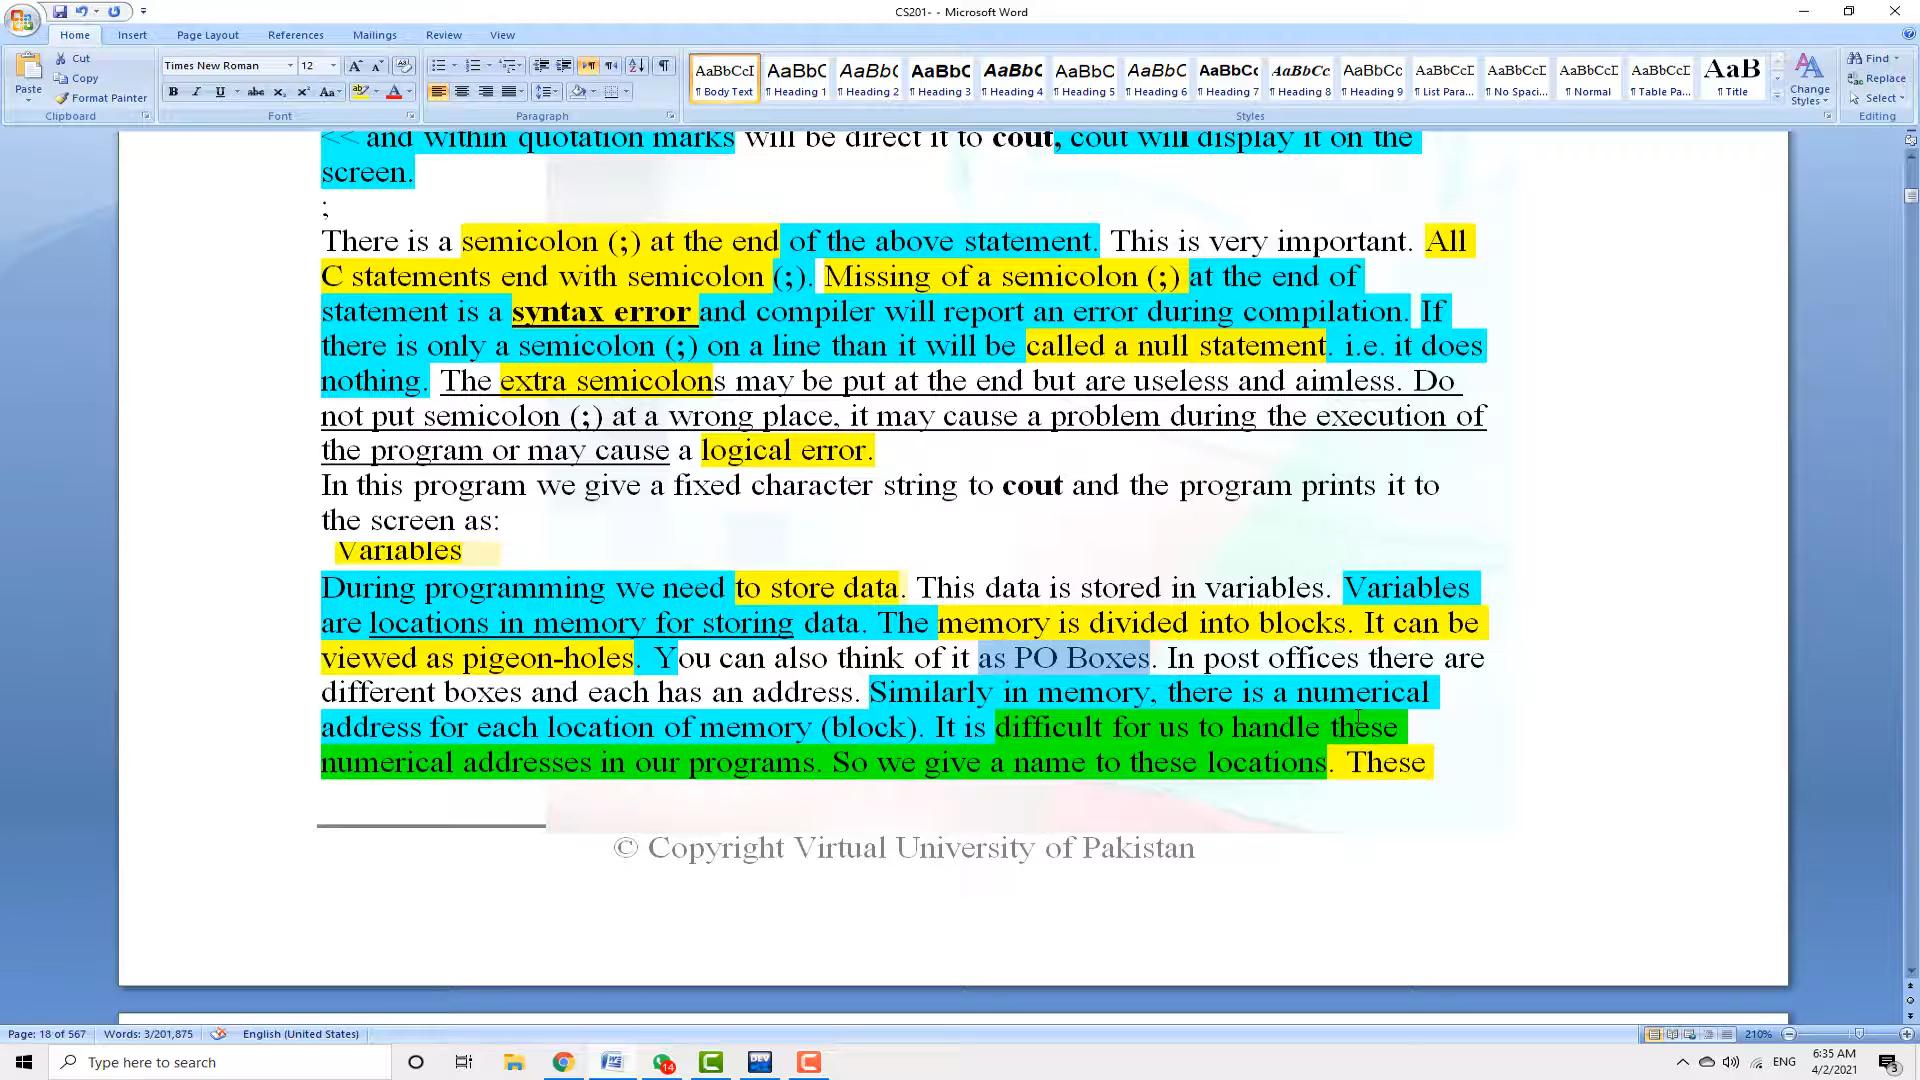 CS201- - Microsoft Word
Home Insert Page Layout References Mailings Review View
Paste
Cut
Copy
Format Painter
Clipboard
Times New Roman 12
Font
Paragraph
AaBbCcI AaBbC AaBbC AaBbC AaBbC AaBbC AaBbC AaBbCc AaBbCc AaBbCc AaBbCcI AaBbCcI AaBbCcI AaBbCcI AaB
¶ Body Text ¶ Heading 1 ¶ Heading 2 ¶ Heading 3 ¶ Heading 4 ¶ Heading 5 ¶ Heading 6 ¶ Heading 7 ¶ Heading 8 ¶ Heading 9 ¶ List Para... ¶ No Spaci... ¶ Normal ¶ Table Pa... ¶ Title
Change Styles
Styles
Find
Replace
Select
Editing
<< and within quotation marks will be direct it to cout, cout will display it on the
screen.
;
There is a semicolon (;) at the end of the above statement. This is very important. All
C statements end with semicolon (;). Missing of a semicolon (;) at the end of
statement is a syntax error and compiler will report an error during compilation. If
there is only a semicolon (;) on a line than it will be called a null statement. i.e. it does
nothing. The extra semicolons may be put at the end but are useless and aimless. Do
not put semicolon (;) at a wrong place, it may cause a problem during the execution of
the program or may cause a logical error.
In this program we give a fixed character string to cout and the program prints it to
the screen as:
Variables
During programming we need to store data. This data is stored in variables. Variables
are locations in memory for storing data. The memory is divided into blocks. It can be
viewed as pigeon-holes. You can also think of it as PO Boxes. In post offices there are
different boxes and each has an address. Similarly in memory, there is a numerical
address for each location of memory (block). It is difficult for us to handle these
numerical addresses in our programs. So we give a name to these locations. These
© Copyright Virtual University of Pakistan
Page: 18 of 567 Words: 3/201,875 English (United States) 210%
Type here to search
14
DEV
ENG
6:35 AM
4/2/2021
3